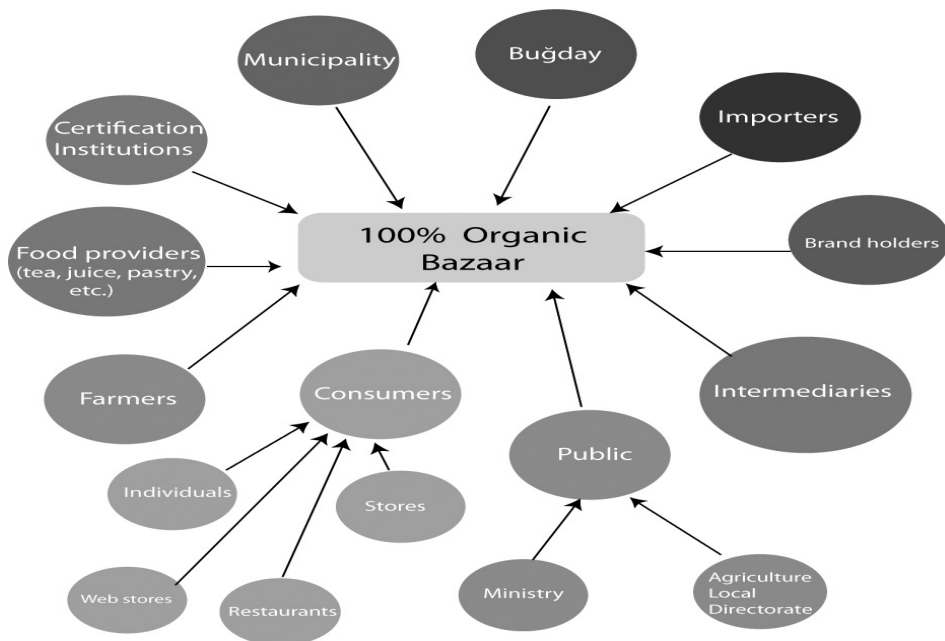 Municipality
Buğday
Importers
Certification
Institutions
100% Organic
Bazaar
Food providers
(tea, juice, pastry,
etc.)
Brand holders
Farmers
Consumers
Intermediaries
Public
Individuals
Stores
Web stores
Restaurants
Ministry
Agriculture
Local
Directorate